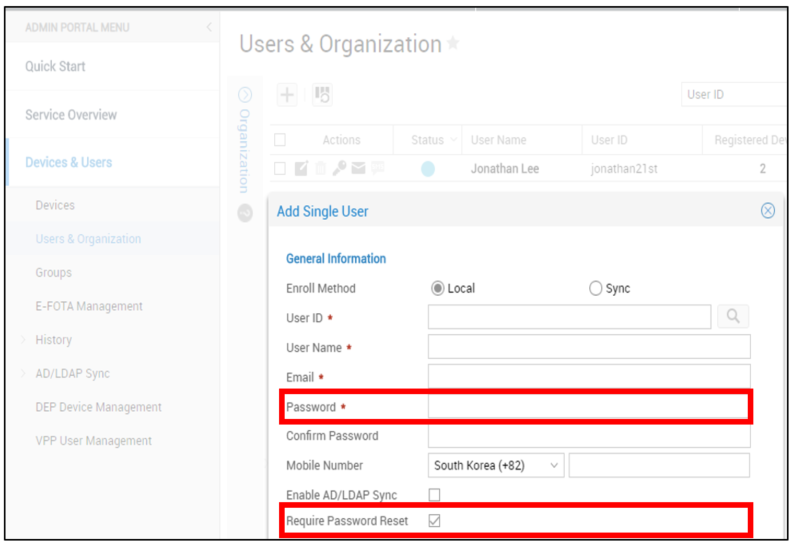 ADMIN PORTAL MENU <
Quick Start
Service Overview
Devices & Users
Devices
Users & Organization
Groups
E-FOTA Management
> History
> AD/LDAP Sync
DEP Device Management
VPP User Management
Users & Organization ★
Organization
User ID
Actions Status User Name User ID Registered De
Jonathan Lee jonathan21st 2
Add Single User
General Information
Enroll Method Local Sync
User ID *
User Name *
Email *
Password *
Confirm Password
Mobile Number South Korea (+82)
Enable AD/LDAP Sync
Require Password Reset